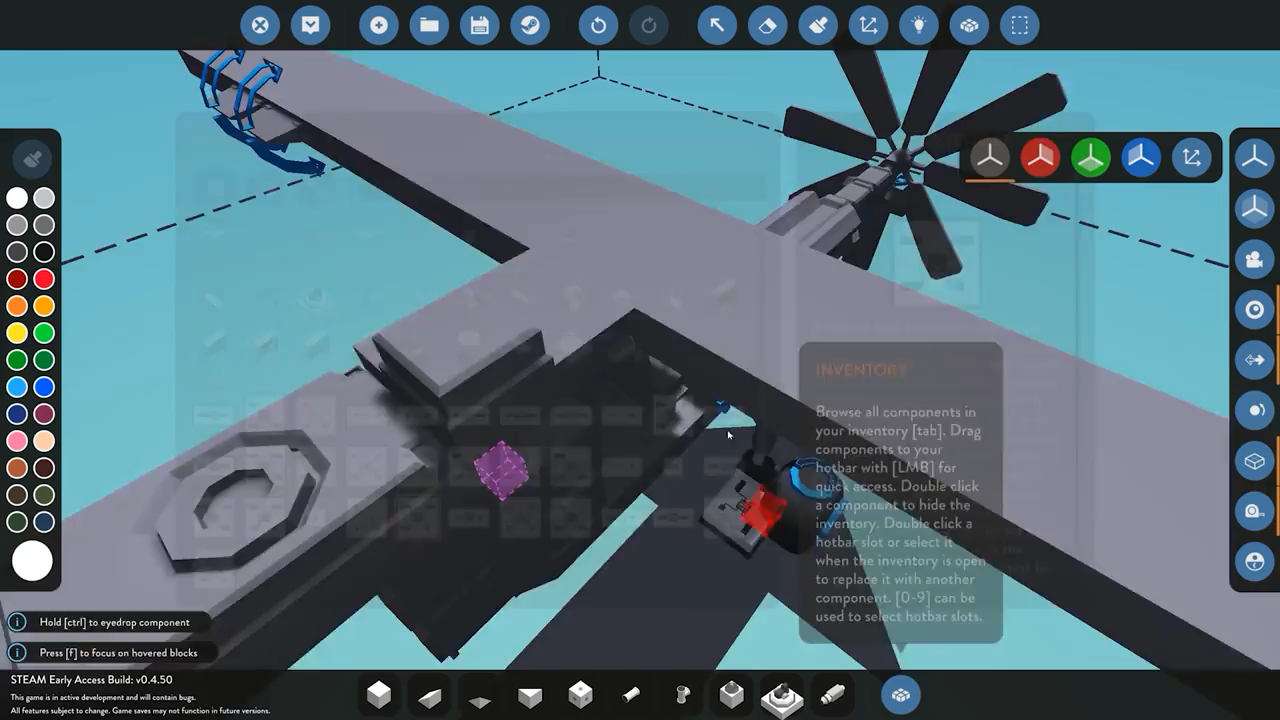 INVENTORY
Browse all components in
your inventory [tab]. Drag
components to your
hotbar with [LMB] for
quick access. Double click
a component to hide the
inventory. Double click a
hotbar slot or select it
when the inventory is open
to replace it with another
component. [0-9] can be
used to select hotbar slots.
Hold [ctrl] to eyedrop component
Press [f] to focus on hovered blocks
STEAM Early Access Build: v0.4.50
This game is in active development and will contain bugs.
All features subject to change. Game saves may not function in future versions.